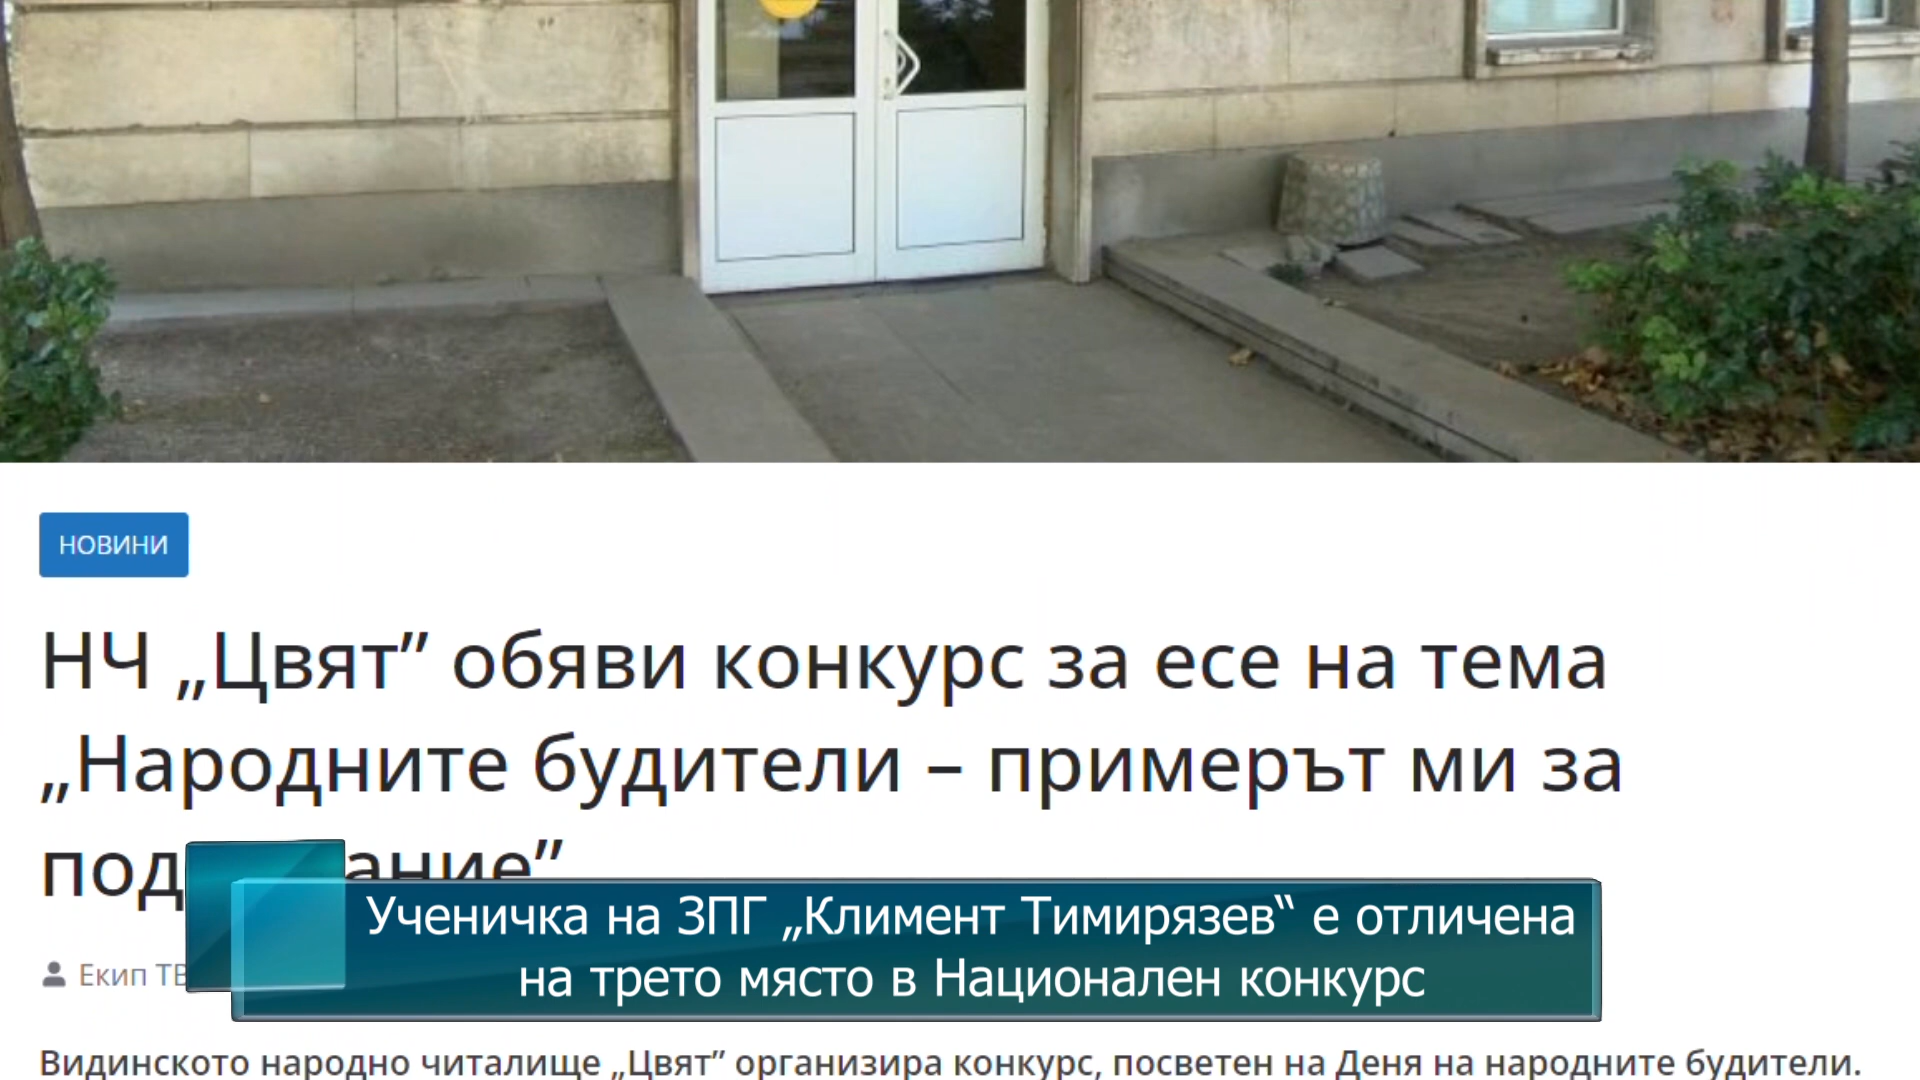 НОВИНИ
НЧ „Цвят” обяви конкурс за есе на тема
„Народните будители – примерът ми за
Екип
Ученичка на ЗПГ „Климент Тимирязев“ е отличена
на трето място в Национален конкурс
Видинското народно читалище „Цвят” организира конкурс, посветен на Деня на народните будители.